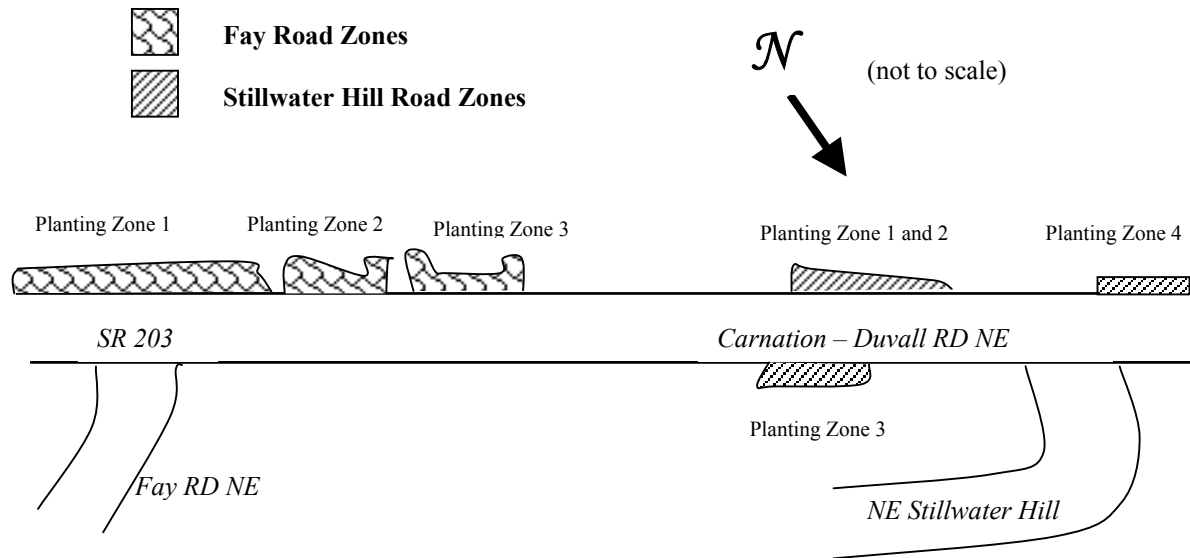 Fay Road Zones
N
(not to scale)
Stillwater Hill Road Zones
Planting Zone 1
Planting Zone 2
Planting Zone 3
Planting Zone 1 and 2
Planting Zone 4
SR 203
Carnation – Duvall RD NE
Planting Zone 3
Fay RD NE
NE Stillwater Hill